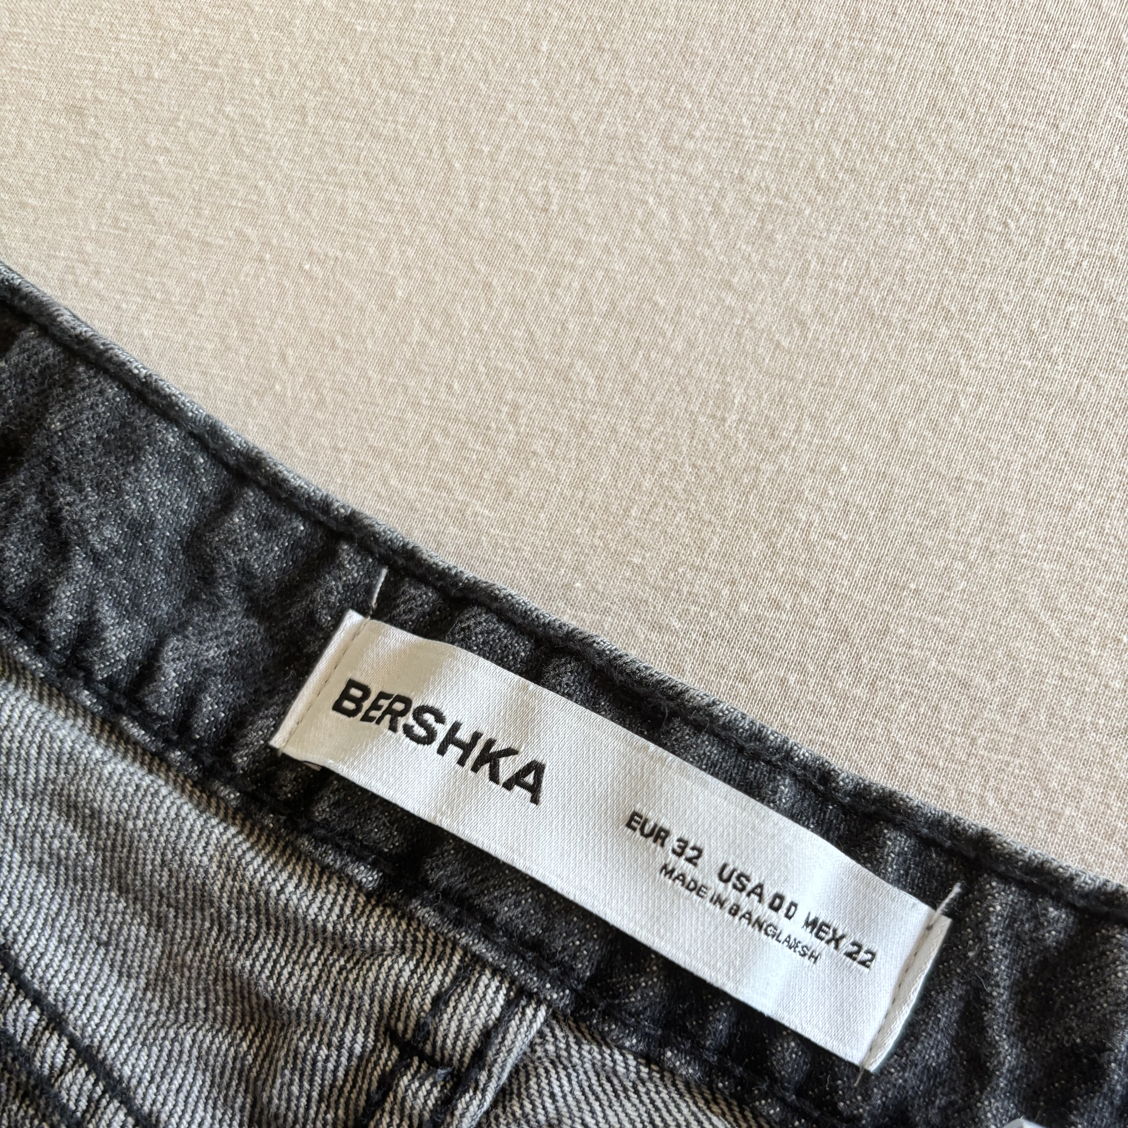 BERSHKA
EUR 32 USA 00 MEX 22
MADE IN BANGLADESH